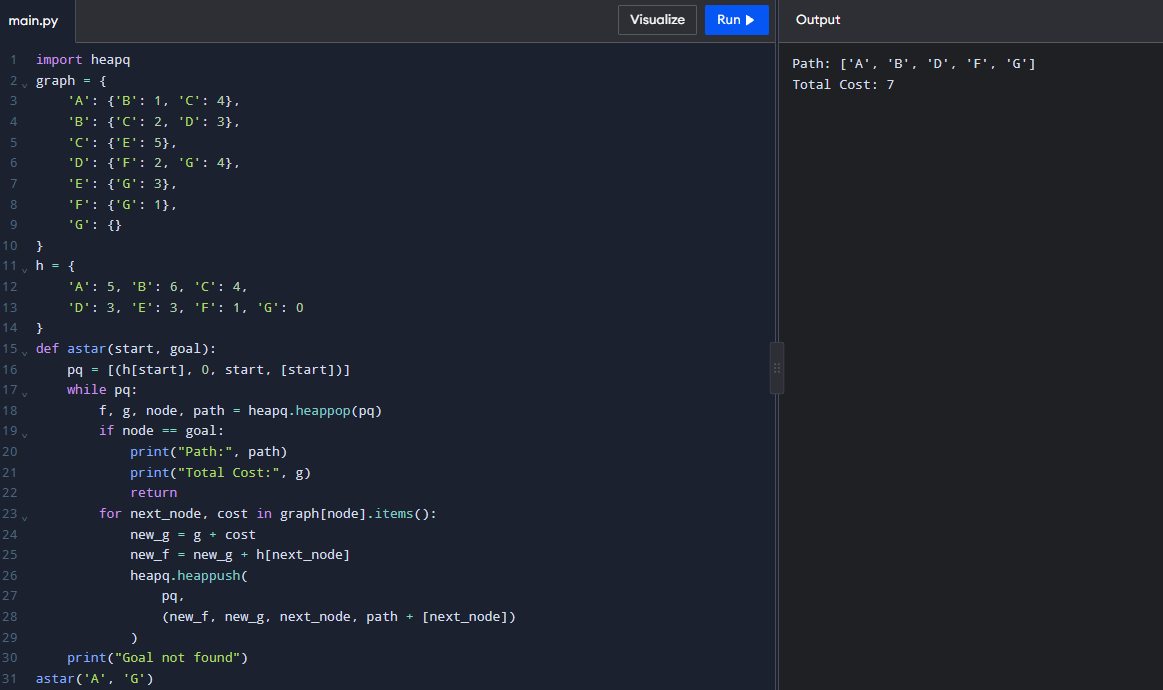 main.py
Visualize
Run
Output
1 import heapq
2 graph = {
3     'A': {'B': 1, 'C': 4},
4     'B': {'C': 2, 'D': 3},
5     'C': {'E': 5},
6     'D': {'F': 2, 'G': 4},
7     'E': {'G': 3},
8     'F': {'G': 1},
9     'G': {}
10 }
11 h = {
12     'A': 5, 'B': 6, 'C': 4,
13     'D': 3, 'E': 3, 'F': 1, 'G': 0
14 }
15 def astar(start, goal):
16     pq = [(h[start], 0, start, [start])]
17     while pq:
18         f, g, node, path = heapq.heappop(pq)
19         if node == goal:
20             print("Path:", path)
21             print("Total Cost:", g)
22             return
23         for next_node, cost in graph[node].items():
24             new_g = g + cost
25             new_f = new_g + h[next_node]
26             heapq.heappush(
27                 pq,
28                 (new_f, new_g, next_node, path + [next_node])
29             )
30     print("Goal not found")
31 astar('A', 'G')
Path: ['A', 'B', 'D', 'F', 'G']
Total Cost: 7